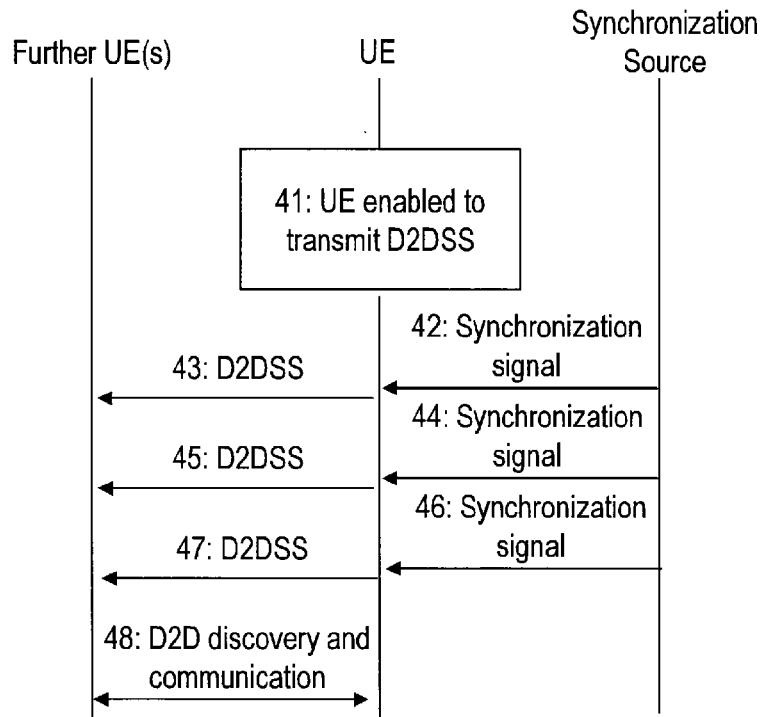 Further UE(s)
UE
Synchronization
Source
41: UE enabled to
transmit D2DSS
42: Synchronization
signal
43: D2DSS
44: Synchronization
signal
45: D2DSS
46: Synchronization
signal
47: D2DSS
48: D2D discovery and
communication